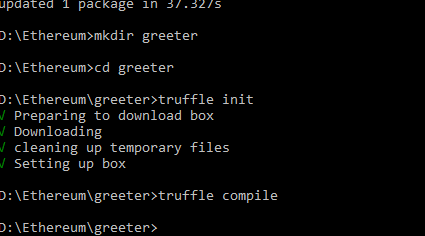 updated 1 package in 37.327s
D:\Ethereum>mkdir greeter
D:\Ethereum>cd greeter
D:\Ethereum\greeter>truffle init
√ Preparing to download box
√ Downloading
√ cleaning up temporary files
√ Setting up box
D:\Ethereum\greeter>truffle compile
D:\Ethereum\greeter>